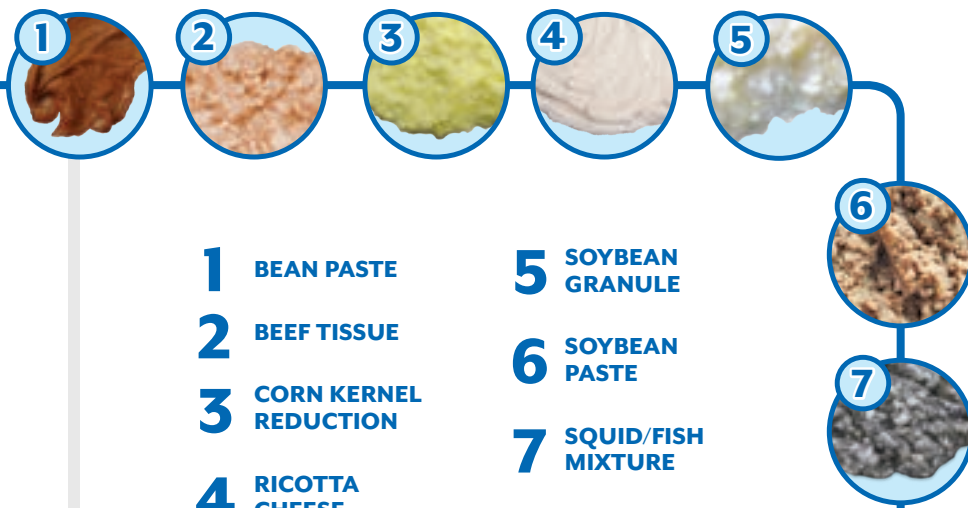 1
2
3
4
5
6
7
1 BEAN PASTE
2 BEEF TISSUE
3 CORN KERNEL
REDUCTION
4 RICOTTA
CHEESE
5 SOYBEAN
GRANULE
6 SOYBEAN
PASTE
7 SQUID/FISH
MIXTURE